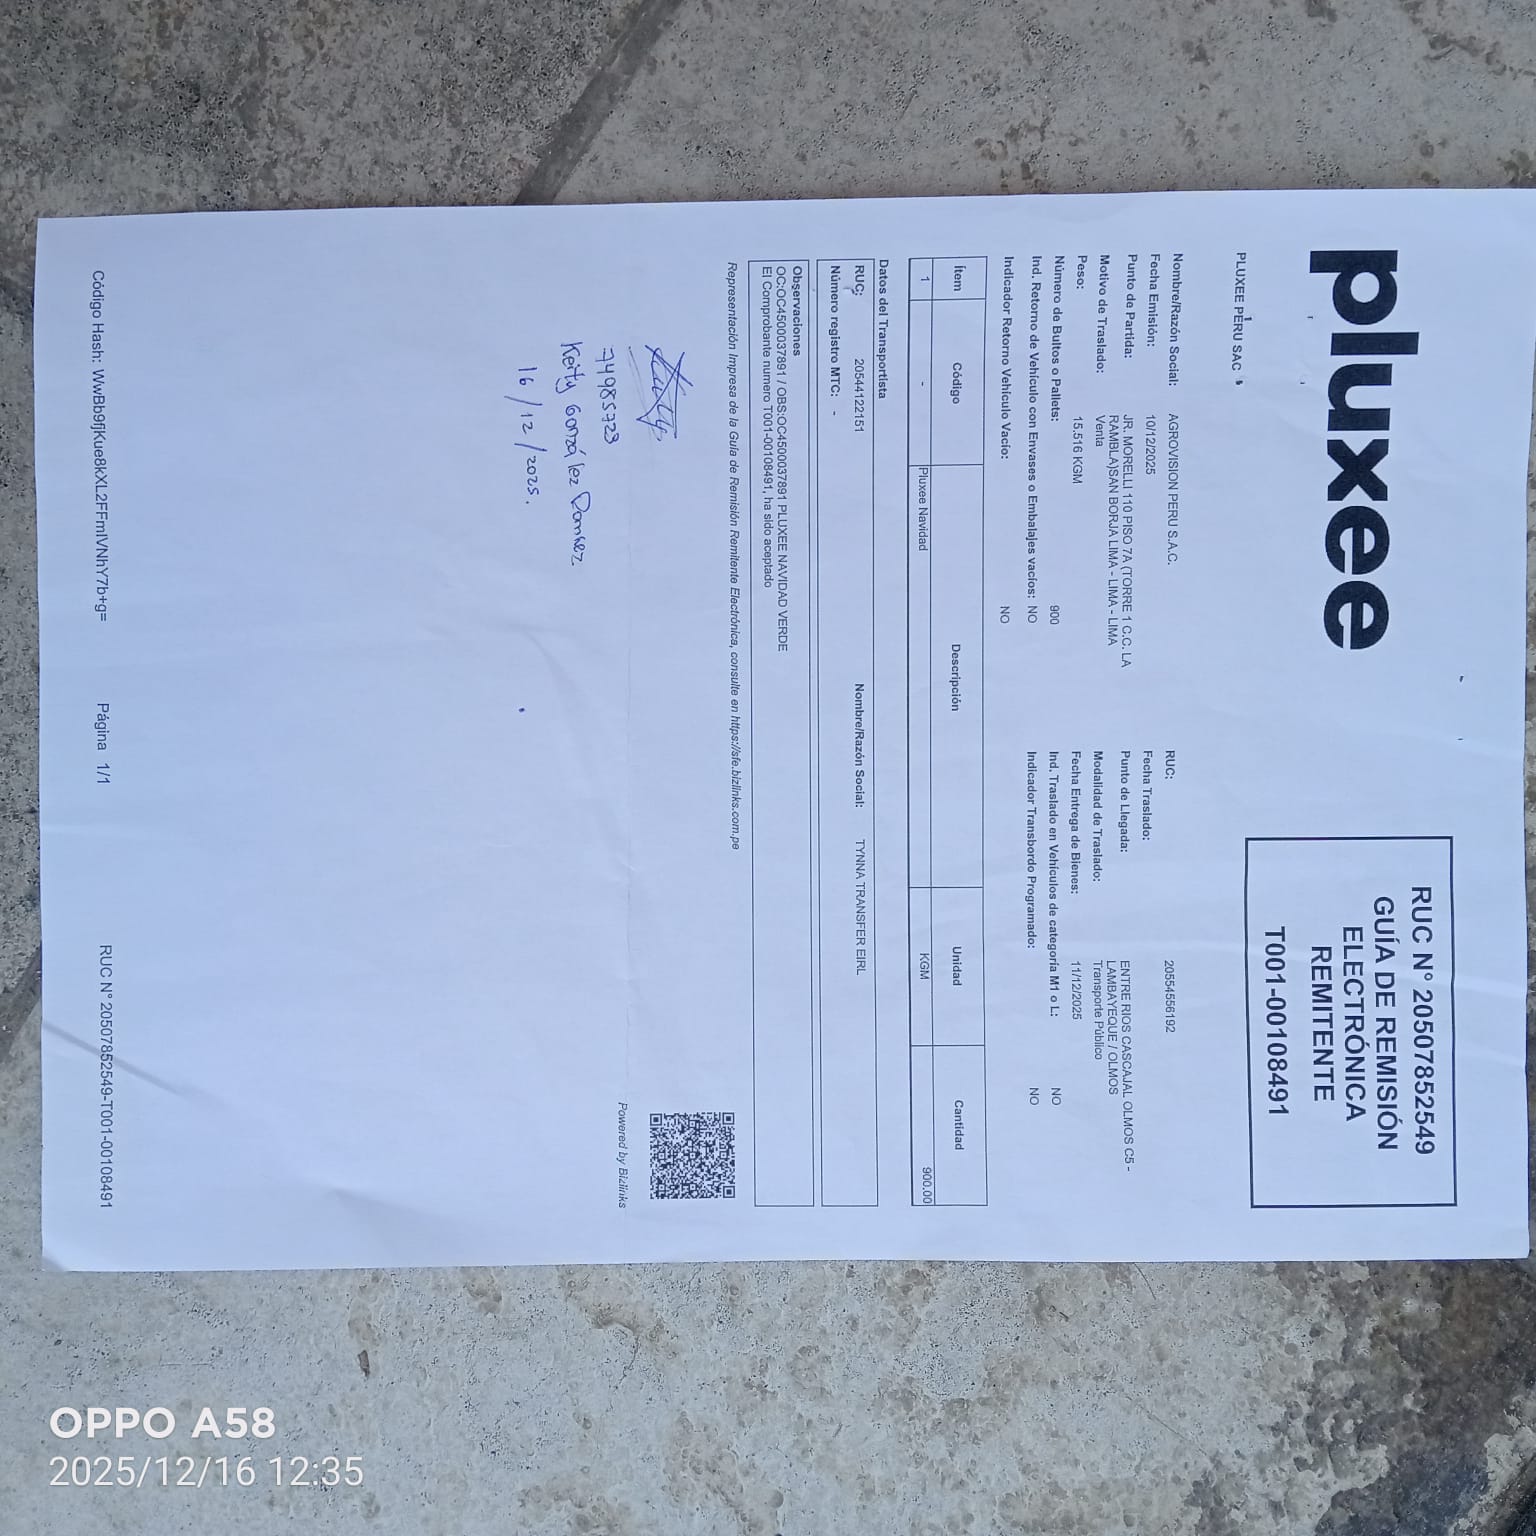 pluxee
RUC N° 20507852549
GUÍA DE REMISIÓN
ELECTRÓNICA
REMITENTE
T001-00108491
PLUXEE PERU SAC
Nombre/Razón Social: AGROVISION PERU S.A.C. RUC: 20554556192
Fecha Emisión: 10/12/2025 Fecha Traslado:
Punto de Partida: JR. MORELLI 110 PISO 7A (TORRE 1 C.C. LA
RAMBLA)SAN BORJA LIMA - LIMA - LIMA
Punto de Llegada: ENTRE RIOS CASCAJAL OLMOS C5 -
LAMBAYEQUE / OLMOS
Motivo de Traslado: Venta Modalidad de Traslado: Transporte Público
Peso: 15.516 KGM Fecha Entrega de Bienes: 11/12/2025
Número de Bultos o Pallets: 900 Ind. Traslado en Vehículos de categoría M1 o L: NO
Ind. Retorno de Vehículo con Envases o Embalajes vacíos: NO Indicador Transbordo Programado: NO
Indicador Retorno Vehículo Vacío: NO
Ítem Código Descripción Unidad Cantidad
1 - Pluxee Navidad KGM 900.00
Datos del Transportista
RUC: 20544122151 Nombre/Razón Social: TYNNA TRANSFER EIRL
Número registro MTC: -
Observaciones
OC:OC4500037891 / OBS:OC4500037891 PLUXEE NAVIDAD VERDE
El Comprobante numero T001-00108491, ha sido aceptado
Representación Impresa de la Guía de Remisión Remitente Electrónica, consulte en https://sfe.bizlinks.com.pe
Powered by Bizlinks
74985723
Keity González Ramírez
16/12/2025.
Código Hash: WwBb9fjKue8kXL2FFmIVNhY7b+g= Página 1/1 RUC N° 20507852549-T001-00108491
OPPO A58
2025/12/16 12:35